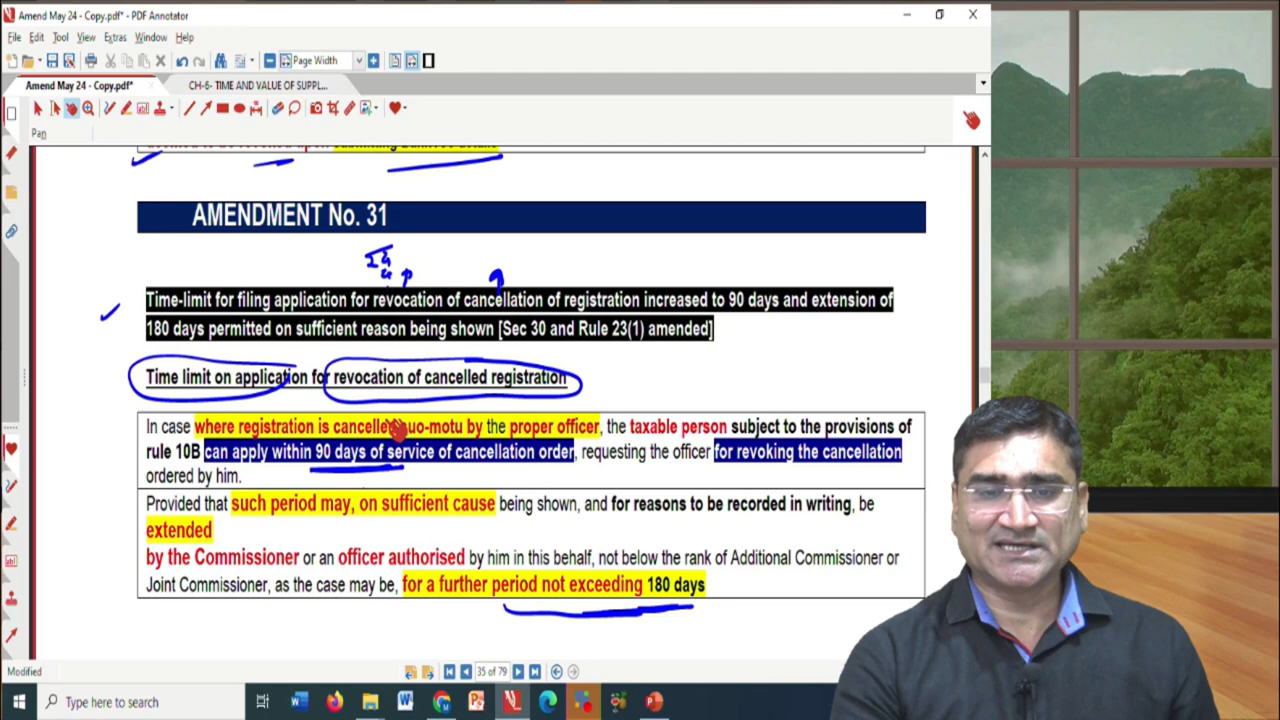 Amend May 24 - Copy.pdf* - PDF Annotator
File Edit Tool View Extras Window Help
Page Width
Amend May 24 - Copy.pdf*
CH-6- TIME AND VALUE OF SUPPL...
Pan
AMENDMENT No. 31
Time-limit for filing application for revocation of cancellation of registration increased to 90 days and extension of
180 days permitted on sufficient reason being shown [Sec 30 and Rule 23(1) amended]
Time limit on application for revocation of cancelled registration
In case where registration is cancelled suo-motu by the proper officer, the taxable person subject to the provisions of
rule 10B can apply within 90 days of service of cancellation order, requesting the officer for revoking the cancellation
ordered by him.
Provided that such period may, on sufficient cause being shown, and for reasons to be recorded in writing, be
extended
by the Commissioner or an officer authorised by him in this behalf, not below the rank of Additional Commissioner or
Joint Commissioner, as the case may be, for a further period not exceeding 180 days
Modified
35 of 79
Type here to search